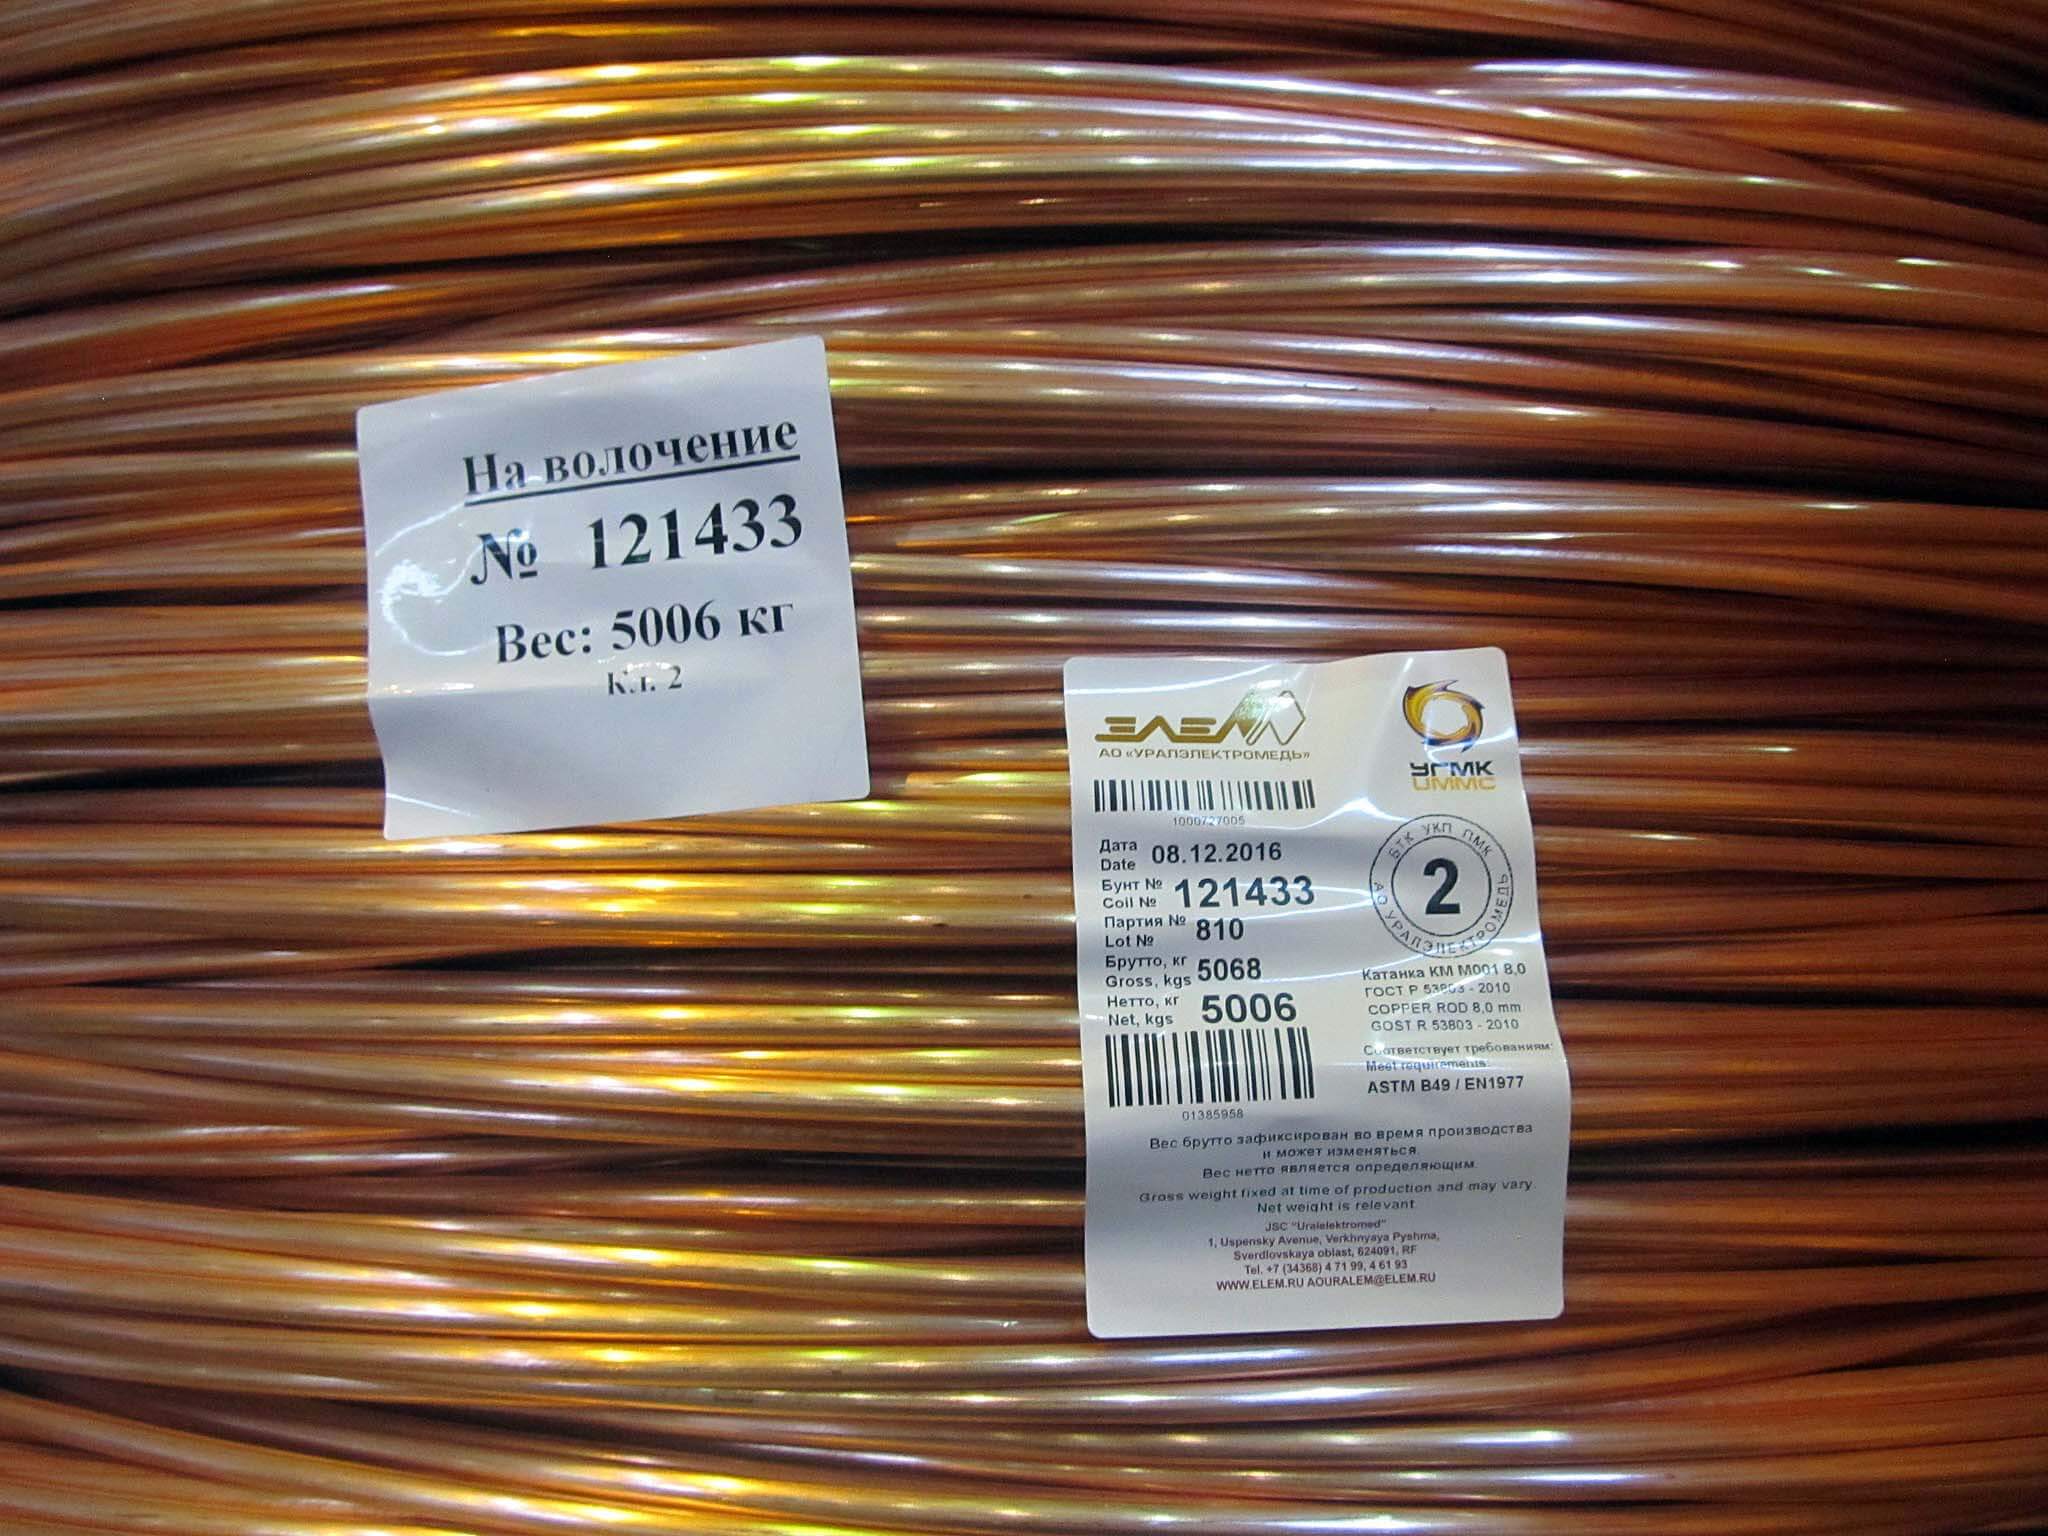 На волочение
№ 121433
Вес: 5006 кг
Кл. 2
ЭЛЕМ
АО «УРАЛЭЛЕКТРОМЕДЬ»
УГМК
UMMC
1000727005
Дата
Date 08.12.2016
Бунт №
Coil № 121433
Партия №
Lot № 810
Брутто, кг
Gross, kgs 5068
Нетто, кг
Net, kgs 5006
01385958
БТК УКП ПМК
2
АО УРАЛЭЛЕКТРОМЕДЬ
Катанка КМ М001 8,0
ГОСТ Р 53803 - 2010
COPPER ROD 8,0 mm
GOST R 53803 - 2010
Соответствует требованиям:
Meet requirements:
ASTM B49 / EN1977
Вес брутто зафиксирован во время производства
и может изменяться.
Вес нетто является определяющим.
Gross weight fixed at time of production and may vary.
Net weight is relevant
JSC "Uralelektromed"
1, Uspensky Avenue, Verkhnyaya Pyshma,
Sverdlovskaya oblast, 624091, RF
Tel. +7 (34368) 4 71 99, 4 61 93
WWW.ELEM.RU AOURALEM@ELEM.RU